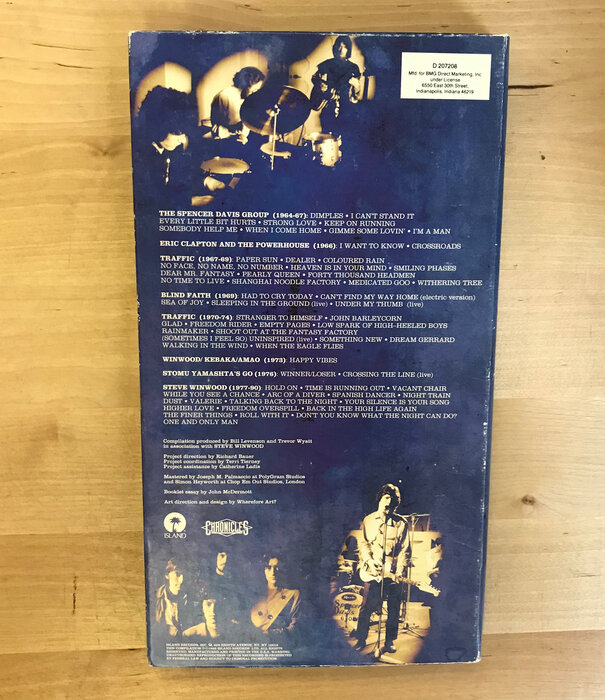 D 207208
Mfd. for BMG Direct Marketing, Inc.
under License
6550 East 30th Street,
Indianapolis, Indiana 46219
THE SPENCER DAVIS GROUP (1964-67): DIMPLES • I CAN'T STAND IT
EVERY LITTLE BIT HURTS • STRONG LOVE • KEEP ON RUNNING
SOMEBODY HELP ME • WHEN I COME HOME • GIMME SOME LOVIN' • I'M A MAN
ERIC CLAPTON AND THE POWERHOUSE (1966): I WANT TO KNOW • CROSSROADS
TRAFFIC (1967-69): PAPER SUN • DEALER • COLOURED RAIN
NO FACE, NO NAME, NO NUMBER • HEAVEN IS IN YOUR MIND • SMILING PHASES
DEAR MR. FANTASY • PEARLY QUEEN • FORTY THOUSAND HEADMEN
NO TIME TO LIVE • SHANGHAI NOODLE FACTORY • MEDICATED GOO • WITHERING TREE
BLIND FAITH (1969): HAD TO CRY TODAY • CAN'T FIND MY WAY HOME (electric version)
SEA OF JOY • SLEEPING IN THE GROUND (live) • UNDER MY THUMB (live)
TRAFFIC (1970-74): STRANGER TO HIMSELF • JOHN BARLEYCORN
GLAD • FREEDOM RIDER • EMPTY PAGES • LOW SPARK OF HIGH-HEELED BOYS
RAINMAKER • SHOOT OUT AT THE FANTASY FACTORY
(SOMETIMES I FEEL SO) UNINSPIRED (live) • SOMETHING NEW • DREAM GERRARD
WALKING IN THE WIND • WHEN THE EAGLE FLIES
WINWOOD/ KEBAKA/AMAO (1973): HAPPY VIBES
STOMU YAMASHTA'S GO (1976): WINNER/LOSER • CROSSING THE LINE (live)
STEVE WINWOOD (1977-90): HOLD ON • TIME IS RUNNING OUT • VACANT CHAIR
WHILE YOU SEE A CHANCE • ARC OF A DIVER • SPANISH DANCER • NIGHT TRAIN
DUST • VALERIE • TALKING BACK TO THE NIGHT • YOUR SILENCE IS YOUR SONG
HIGHER LOVE • FREEDOM OVERSPILL • BACK IN THE HIGH LIFE AGAIN
THE FINER THINGS • ROLL WITH IT • DON'T YOU KNOW WHAT THE NIGHT CAN DO?
ONE AND ONLY MAN
Compilation produced by Bill Levenson and Trevor Wyatt
in association with STEVE WINWOOD
Project direction by Richard Bauer
Project coordination by Terri Tierney
Project assistance by Catherine Ladis
Mastered by Joseph M. Palmaccio at PolyGram Studios
and Simon Heyworth at Chop Em Out Studios, London
Booklet essay by John McDermott
Art direction and design by Wherefore Art?
ISLAND
CHRONICLES